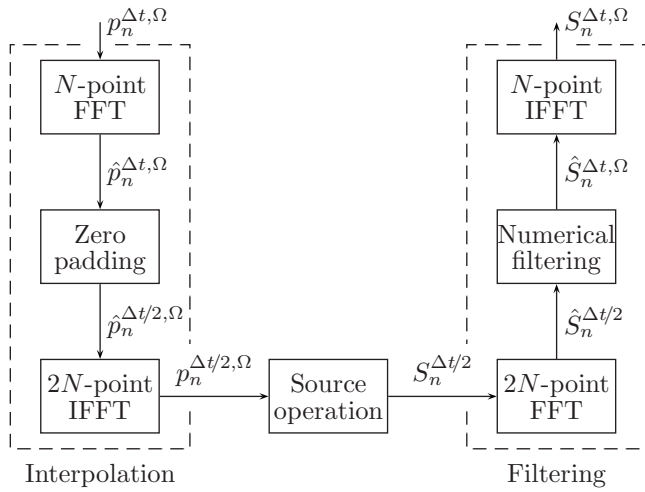 p_n^{Δt,Ω}
N-point
FFT
p̂_n^{Δt,Ω}
Zero
padding
p̂_n^{Δt/2,Ω}
2N-point
IFFT
Interpolation
p_n^{Δt/2,Ω}
Source
operation
S_n^{Δt/2}
2N-point
FFT
Ŝ_n^{Δt/2}
Numerical
filtering
Ŝ_n^{Δt,Ω}
N-point
IFFT
S_n^{Δt,Ω}
Filtering